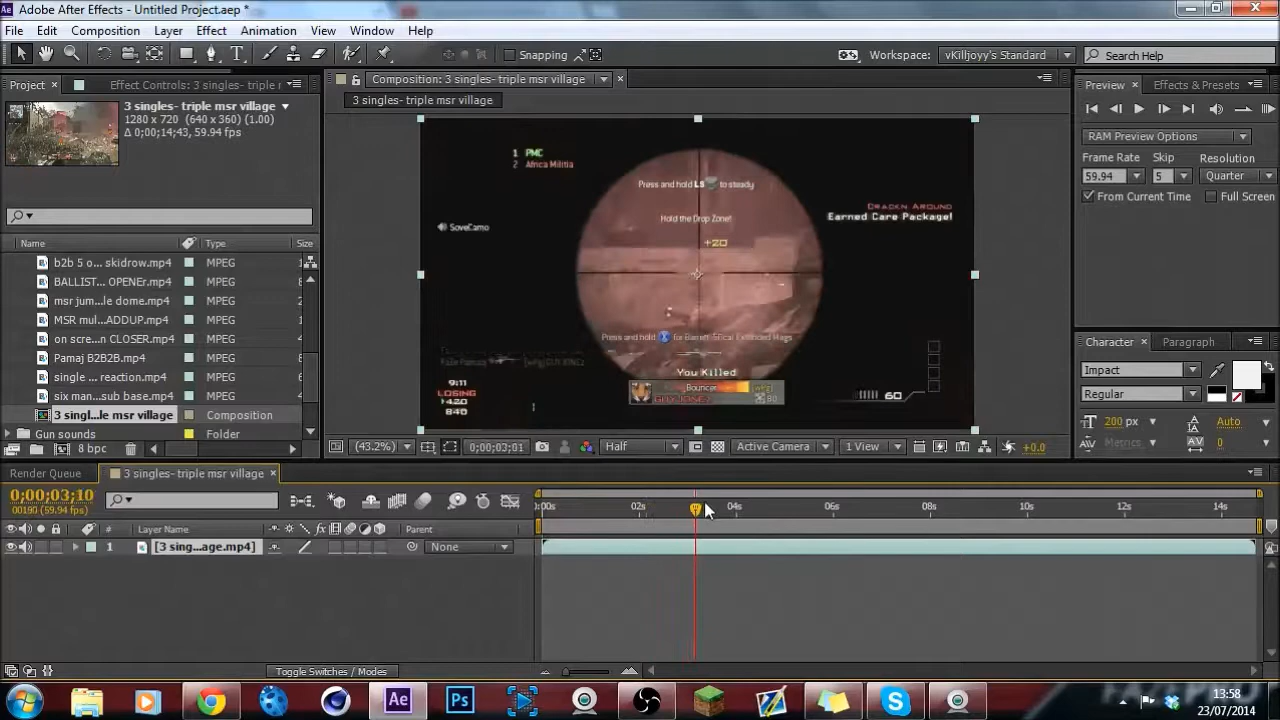 Adobe After Effects - Untitled Project.aep *
File Edit Composition Layer Effect Animation View Window Help
Snapping
Workspace: vKilljoyy's Standard
Search Help
Project
Effect Controls: 3 singles- triple r
Composition: 3 singles- triple msr village
Preview
Effects & Presets
3 singles- triple msr village
3 singles- triple msr village
1280 x 720 (640 x 360) (1.00)
Δ 0;00;14;43, 59.94 fps
RAM Preview Options
Frame Rate Skip Resolution
59.94 5 Quarter
From Current Time Full Screen
1 PMC
2 Africa Militia
Press and hold LS to steady
Hold the Drop Zone!
+20
SoveCamo
Crackn Around
Earned Care Package!
Press and hold X for Barrett .50cal Extended Mags
You Killed
Bouncer
80
9:11
LOSING
1420
840
60
Name Type Size
b2b 5 o... skidrow.mp4 MPEG
BALLIST... OPENEr.mp4 MPEG
msr jum...le dome.mp4 MPEG
MSR mul...ADDUP.mp4 MPEG
on scre...n CLOSER.mp4 MPEG
Pamaj B2B2B.mp4 MPEG
single ... reaction.mp4 MPEG
six man...sub base.mp4 MPEG
3 singl...le msr village Composition
Gun sounds Folder
8 bpc
Character
Paragraph
Impact
Regular
200 px Auto
Metrics 0
(43.2%) 0;00;03;01 Half Active Camera 1 View +0.0
Render Queue
3 singles- triple msr village
0;00;03;10
00190 (59.94 fps)
# Layer Name Parent
1 [3 sing...age.mp4] None
:00s 02s 04s 06s 08s 10s 12s 14s
Toggle Switches / Modes
13:58
23/07/2014